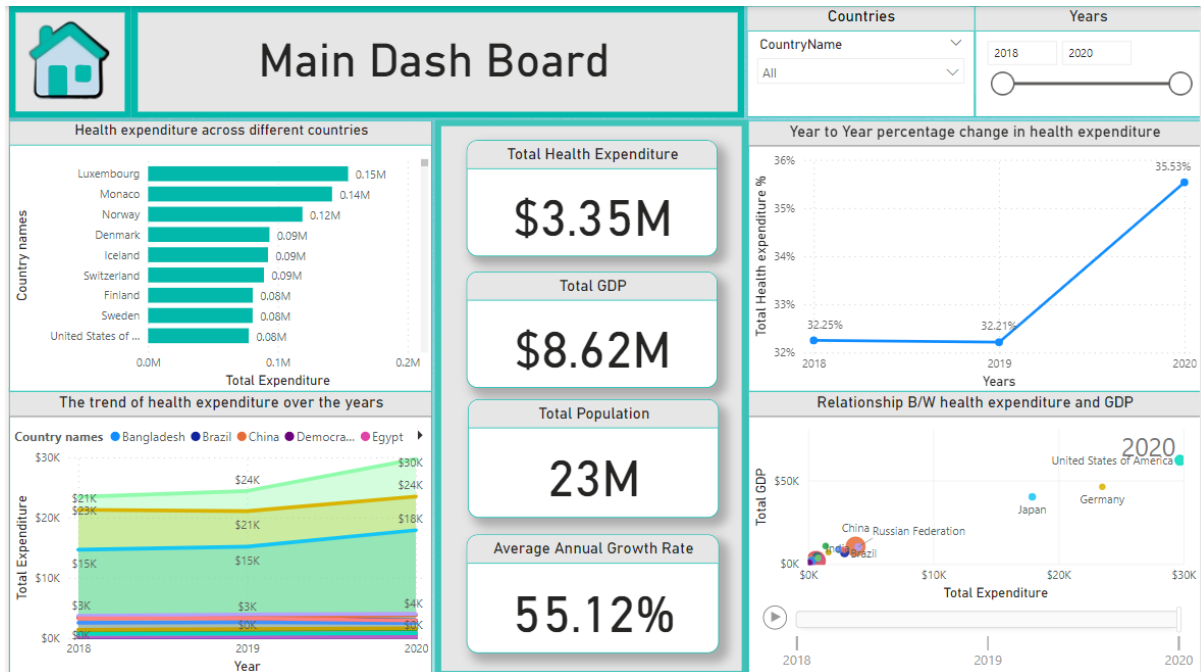 Main Dash Board
Countries
CountryName
All
Years
2018 2020
Health expenditure across different countries
Country names
Luxembourg 0.15M
Monaco 0.14M
Norway 0.12M
Denmark 0.09M
Iceland 0.09M
Switzerland 0.09M
Finland 0.08M
Sweden 0.08M
United States of ... 0.08M
0.0M 0.1M 0.2M
Total Expenditure
Total Health Expenditure
$3.35M
Total GDP
$8.62M
Total Population
23M
Average Annual Growth Rate
55.12%
Year to Year percentage change in health expenditure
Total Health expenditure %
36%
35%
34%
33%
32%
32.25% 32.21% 35.53%
2018 2019 2020
Years
The trend of health expenditure over the years
Country names Bangladesh Brazil China Democra... Egypt
Total Expenditure
$30K
$20K
$10K
$0K
$21K $24K $30K
$23K $21K $24K
$15K $15K $18K
$3K $3K $4K
$0K $0K $0K
2018 2019 2020
Year
Relationship B/W health expenditure and GDP
2020
Total GDP
$50K
$0K
United States of America
Germany
Japan
China
Russian Federation
India
Brazil
$0K $10K $20K $30K
Total Expenditure
2018 2019 2020